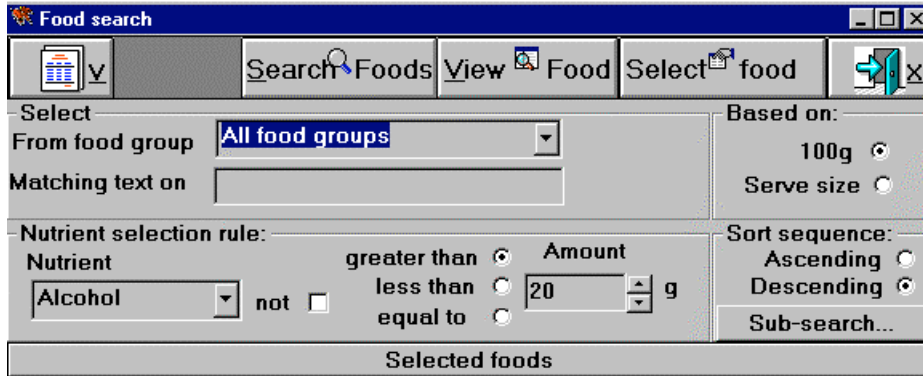 Food search
V Search Foods View Food Select food X
Select
From food group All food groups
Matching text on
Based on:
100g
Serve size
Nutrient selection rule:
Nutrient
Alcohol
not
greater than
less than
equal to
Amount
20 g
Sort sequence:
Ascending
Descending
Sub-search...
Selected foods